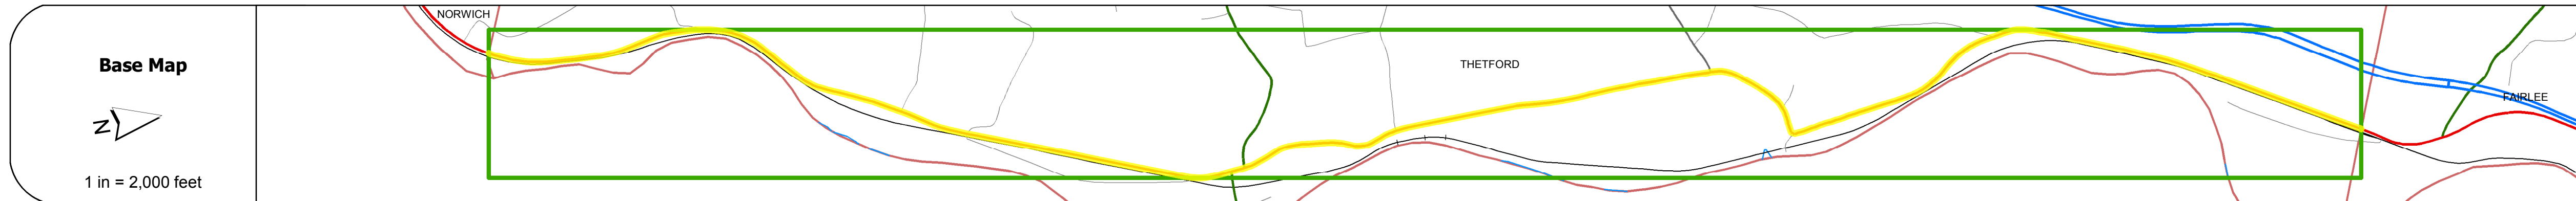 Base Map
N
1 in = 2,000 feet
NORWICH
THETFORD
FAIRLEE